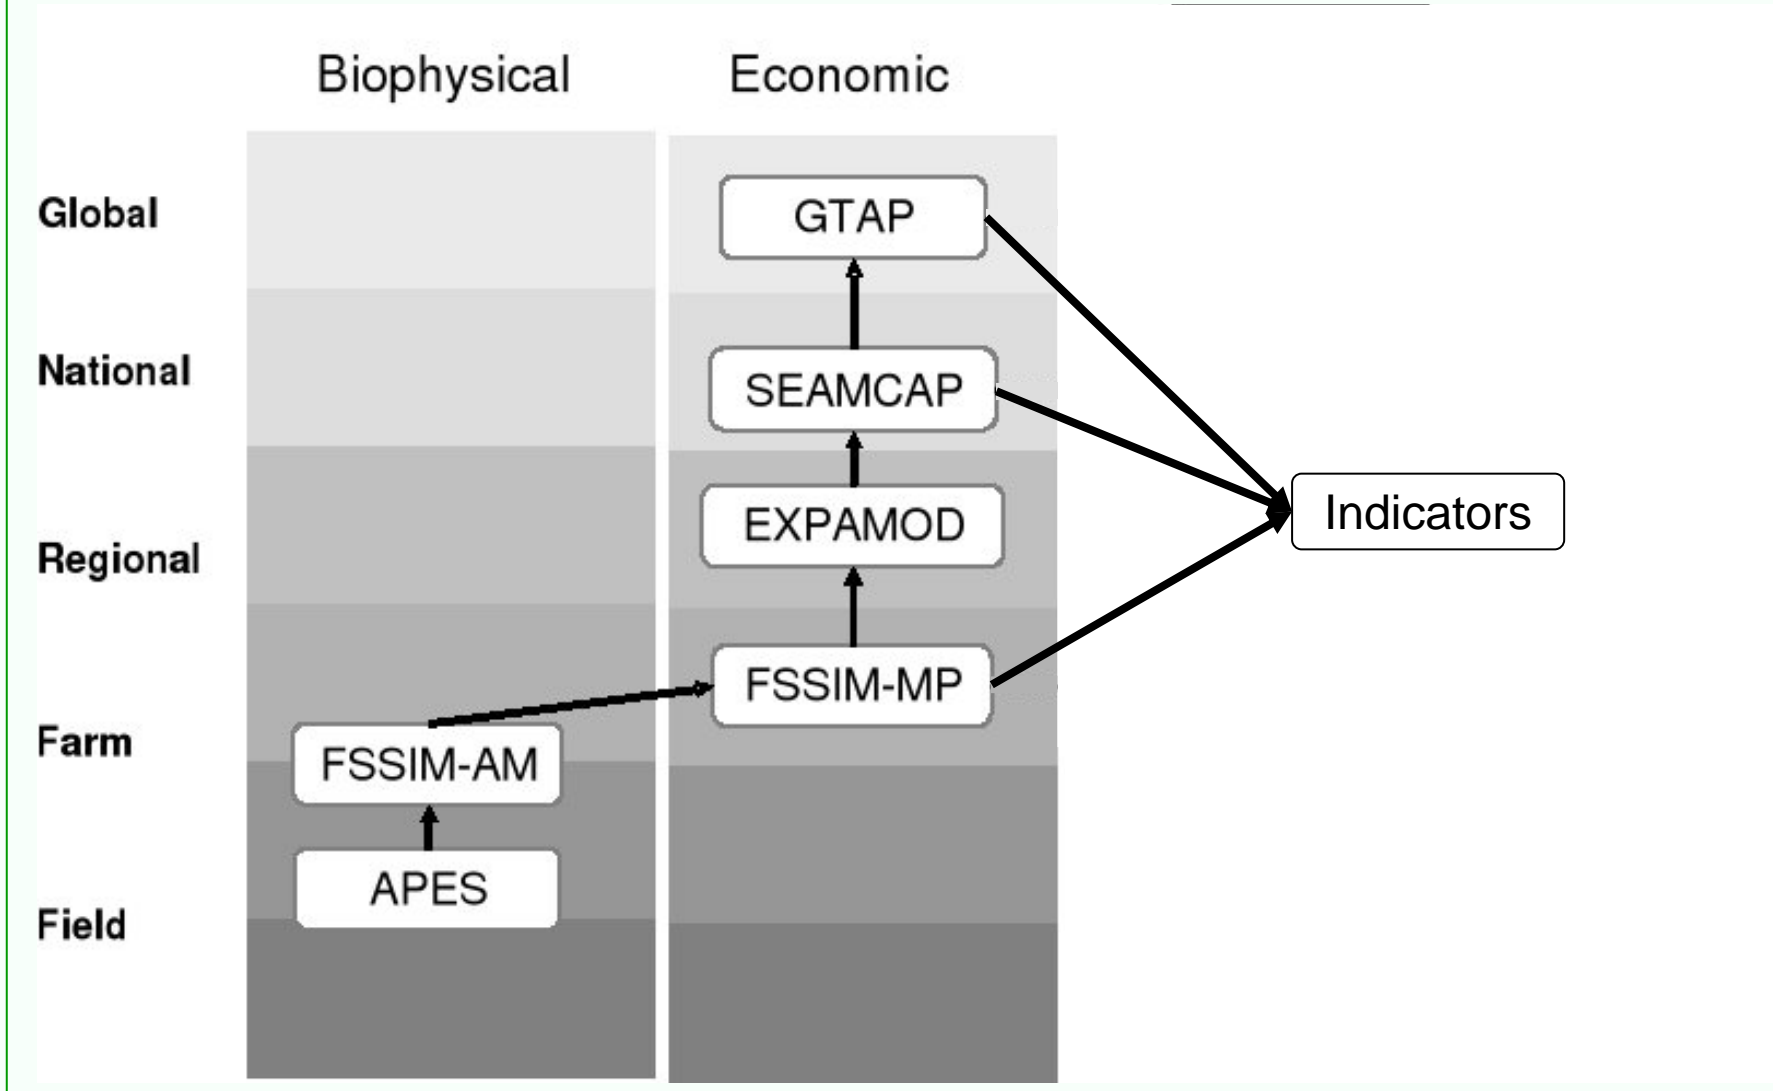 Biophysical
Economic
Global
GTAP
National
SEAMCAP
Indicators
EXPAMOD
Regional
FSSIM-MP
Farm
FSSIM-AM
APES
Field